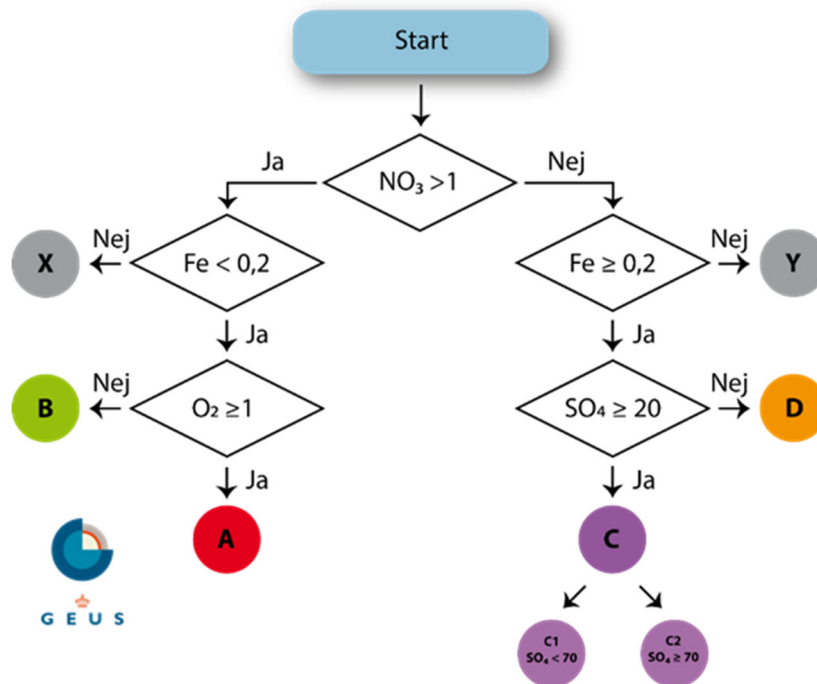 Start
Ja
NO₃ >1
Nej
X
Nej
Fe < 0,2
Fe ≥ 0,2
Nej
Y
Ja
Ja
B
Nej
O₂ ≥1
SO₄ ≥ 20
Nej
D
Ja
Ja
A
C
GEUS
C1
SO₄ < 70
C2
SO₄ ≥ 70